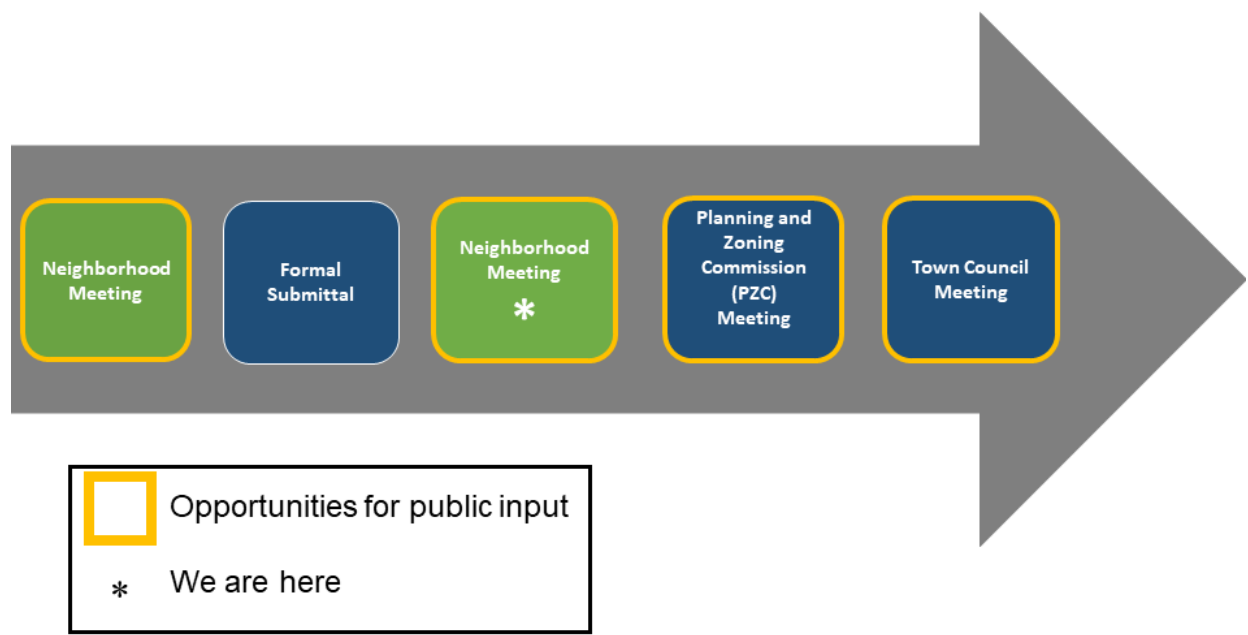 Neighborhood
Meeting
Formal
Submittal
Neighborhood
Meeting
*
Planning and
Zoning
Commission
(PZC)
Meeting
Town Council
Meeting
Opportunities for public input
* We are here